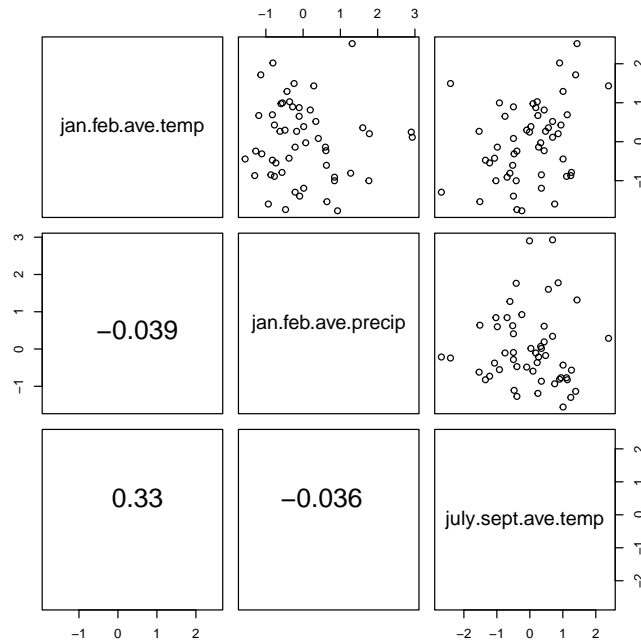 −1 0 1 2 3
jan.feb.ave.temp
−1 0 1 2
−1 0 1 2 3
−0.039
jan.feb.ave.precip
0.33
−0.036
july.sept.ave.temp
−2 −1 0 1 2
−1 0 1 2
−2 −1 0 1 2